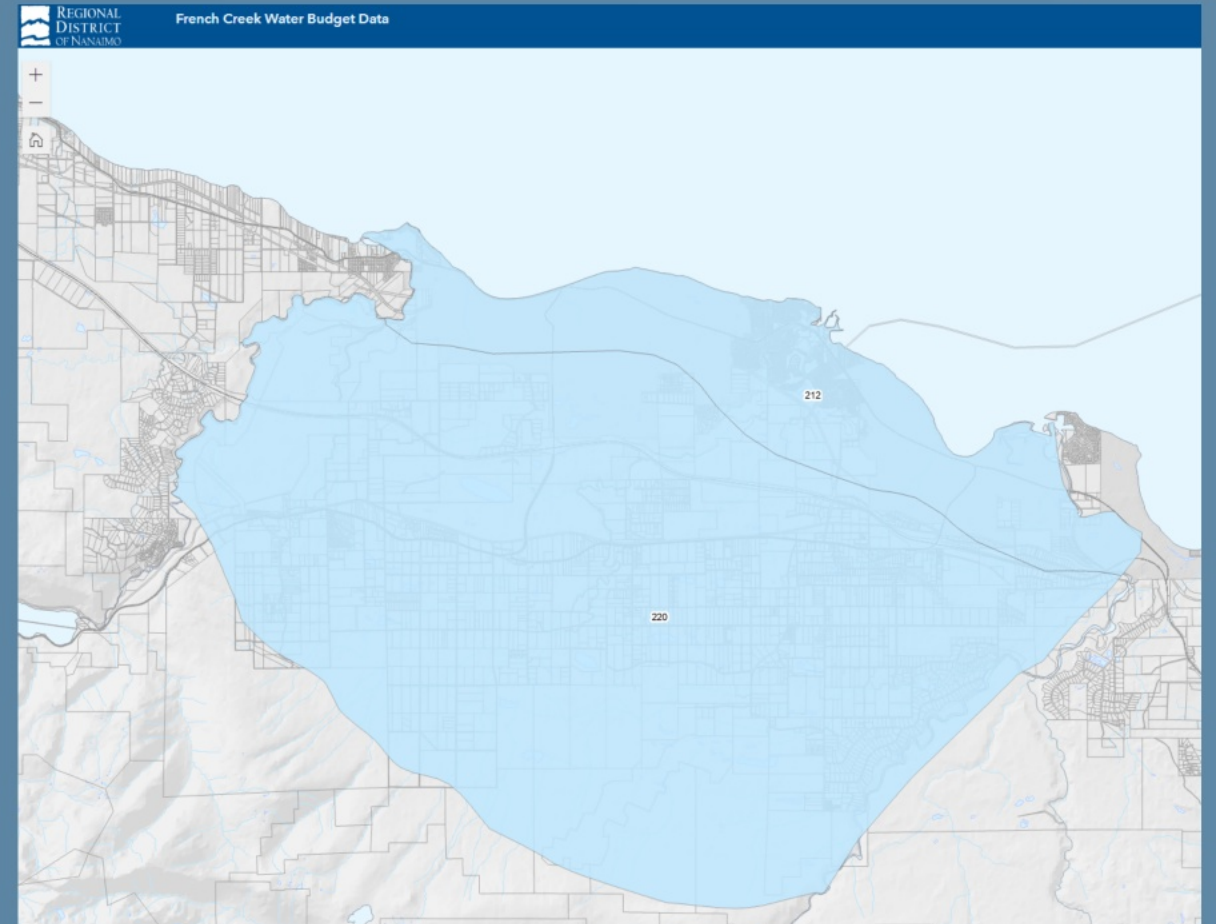 REGIONAL
DISTRICT
OF NANAIMO
French Creek Water Budget Data
+
−
212
220